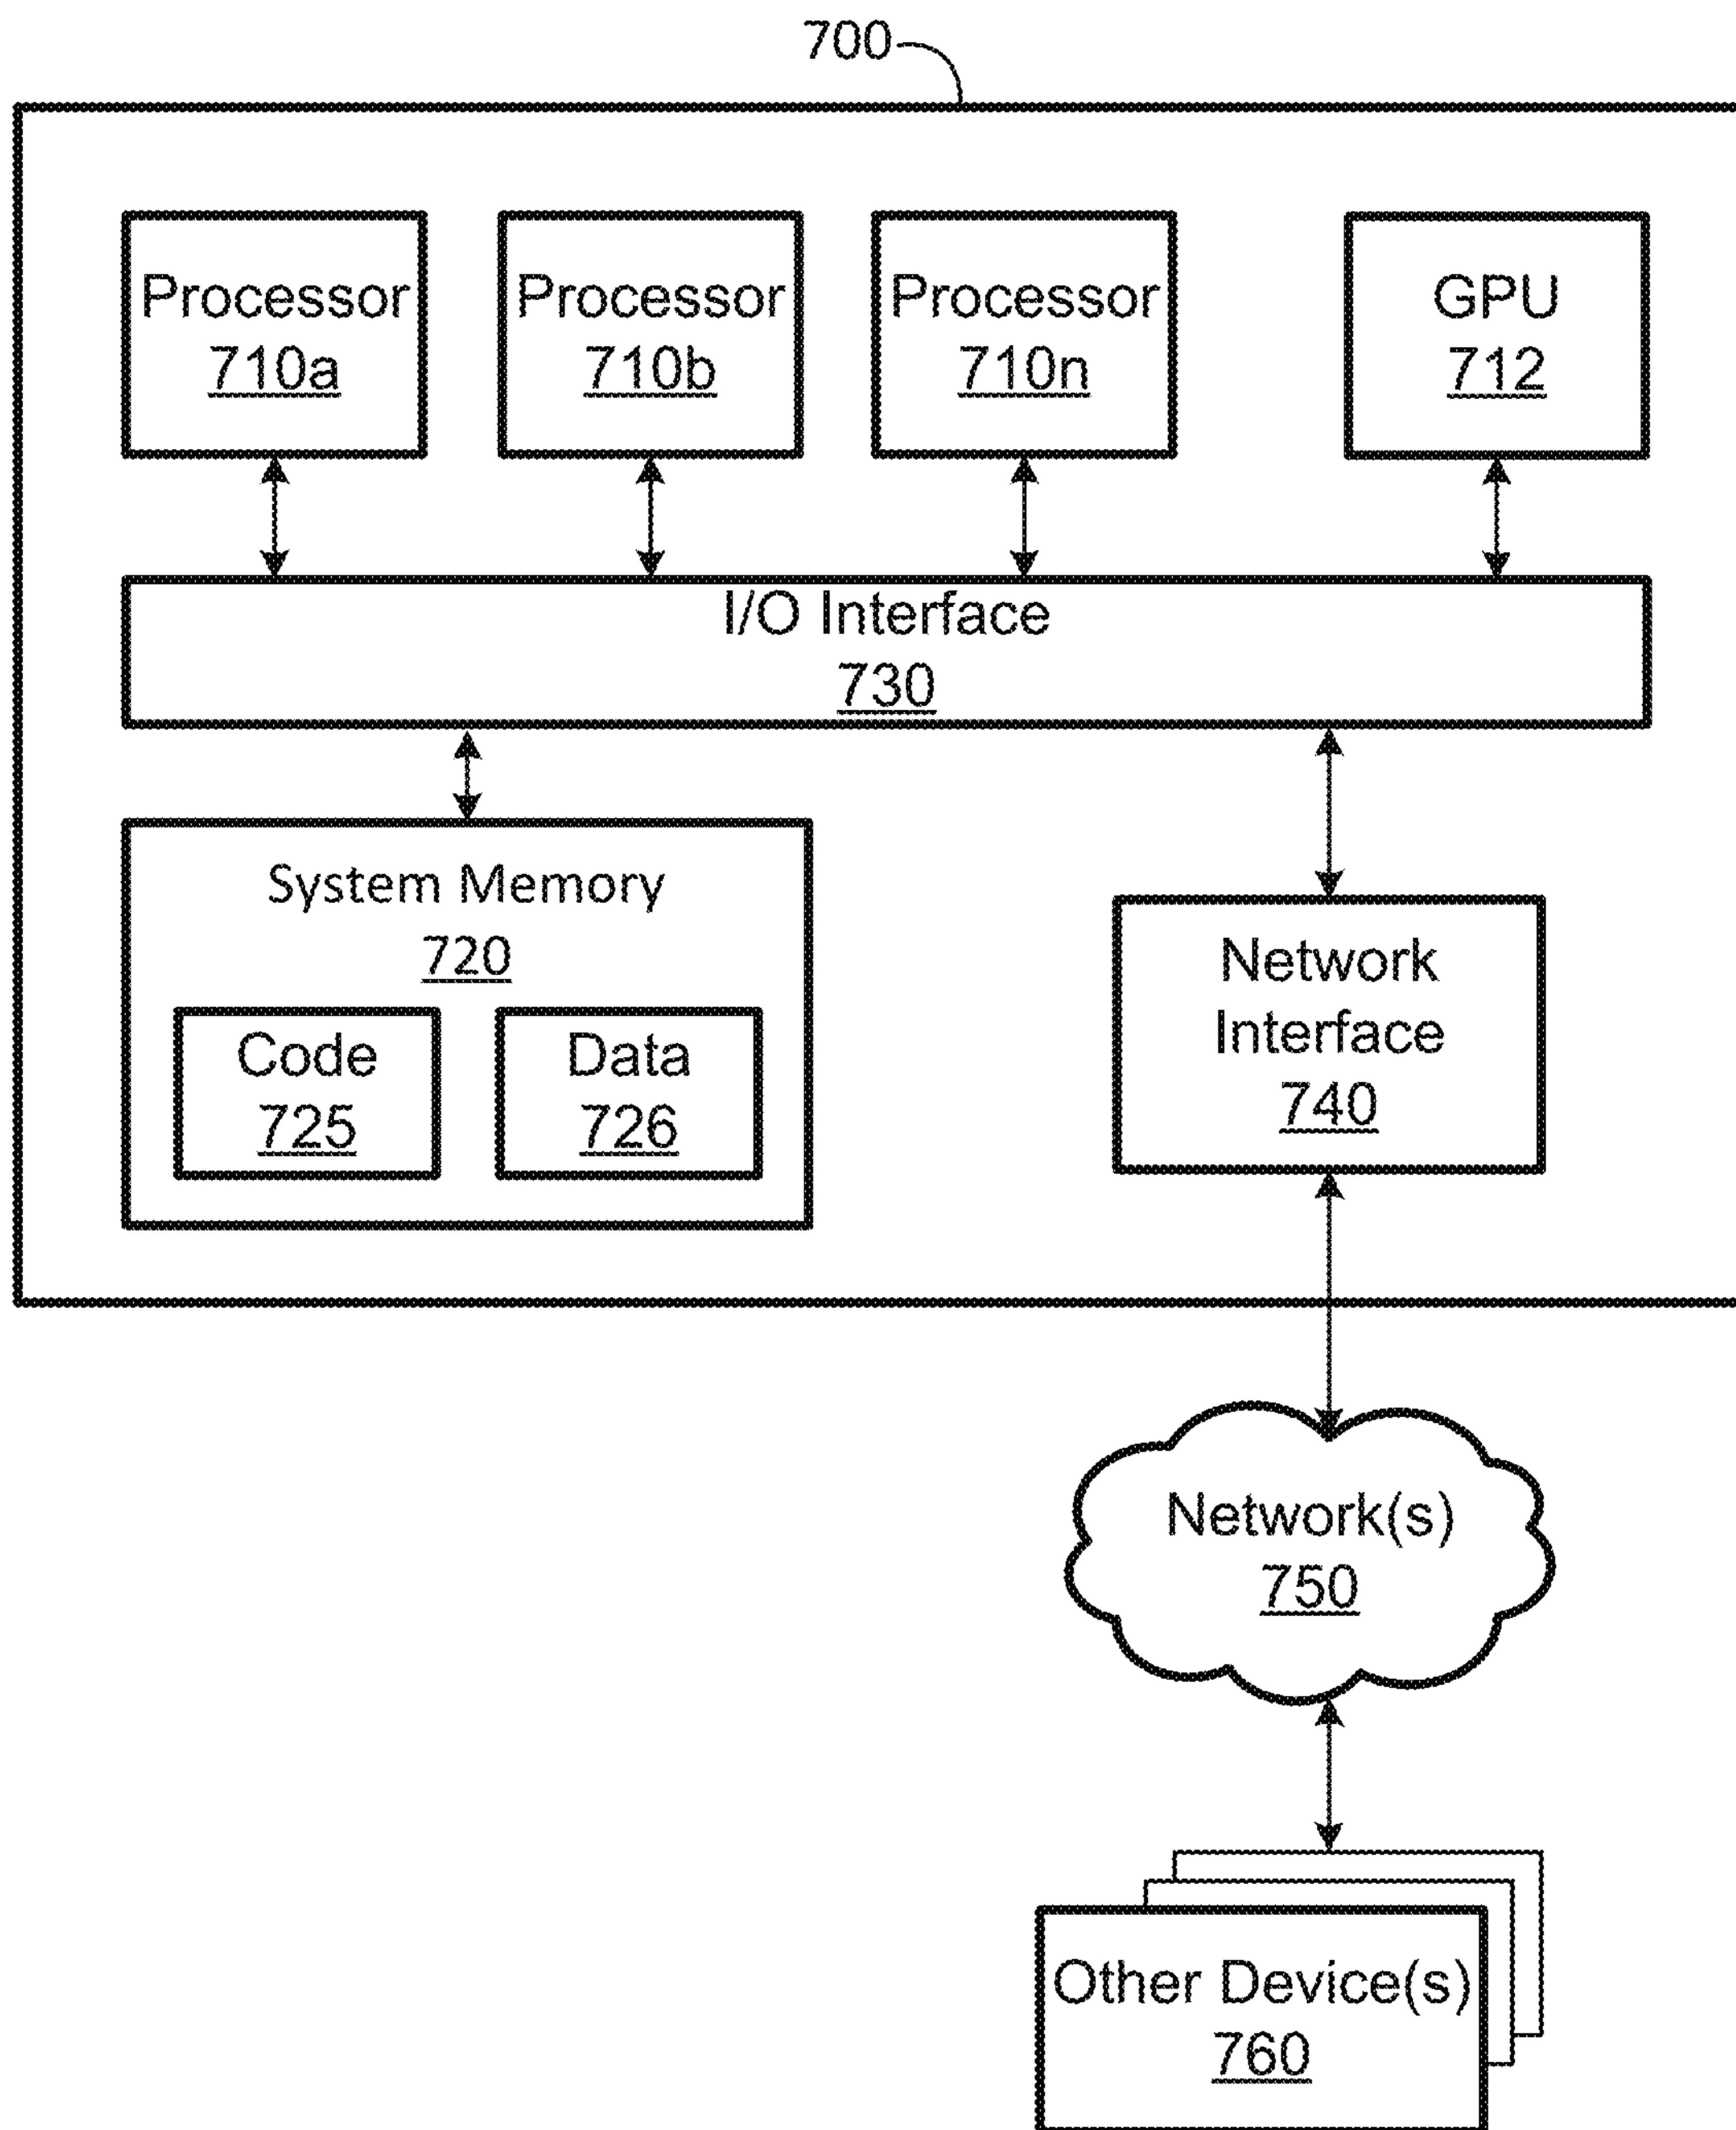 700
Processor
710a
Processor
710b
Processor
710n
GPU
712
I/O Interface
730
System Memory
720
Code
725
Data
726
Network
Interface
740
Network(s)
750
Other Device(s)
760